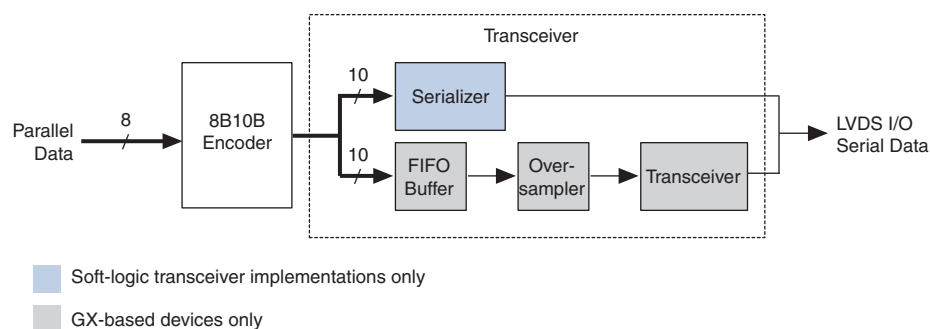 Transceiver
Parallel
Data
8
8B10B
Encoder
10
Serializer
10
FIFO
Buffer
Over-
sampler
Transceiver
LVDS I/O
Serial Data
Soft-logic transceiver implementations only
GX-based devices only